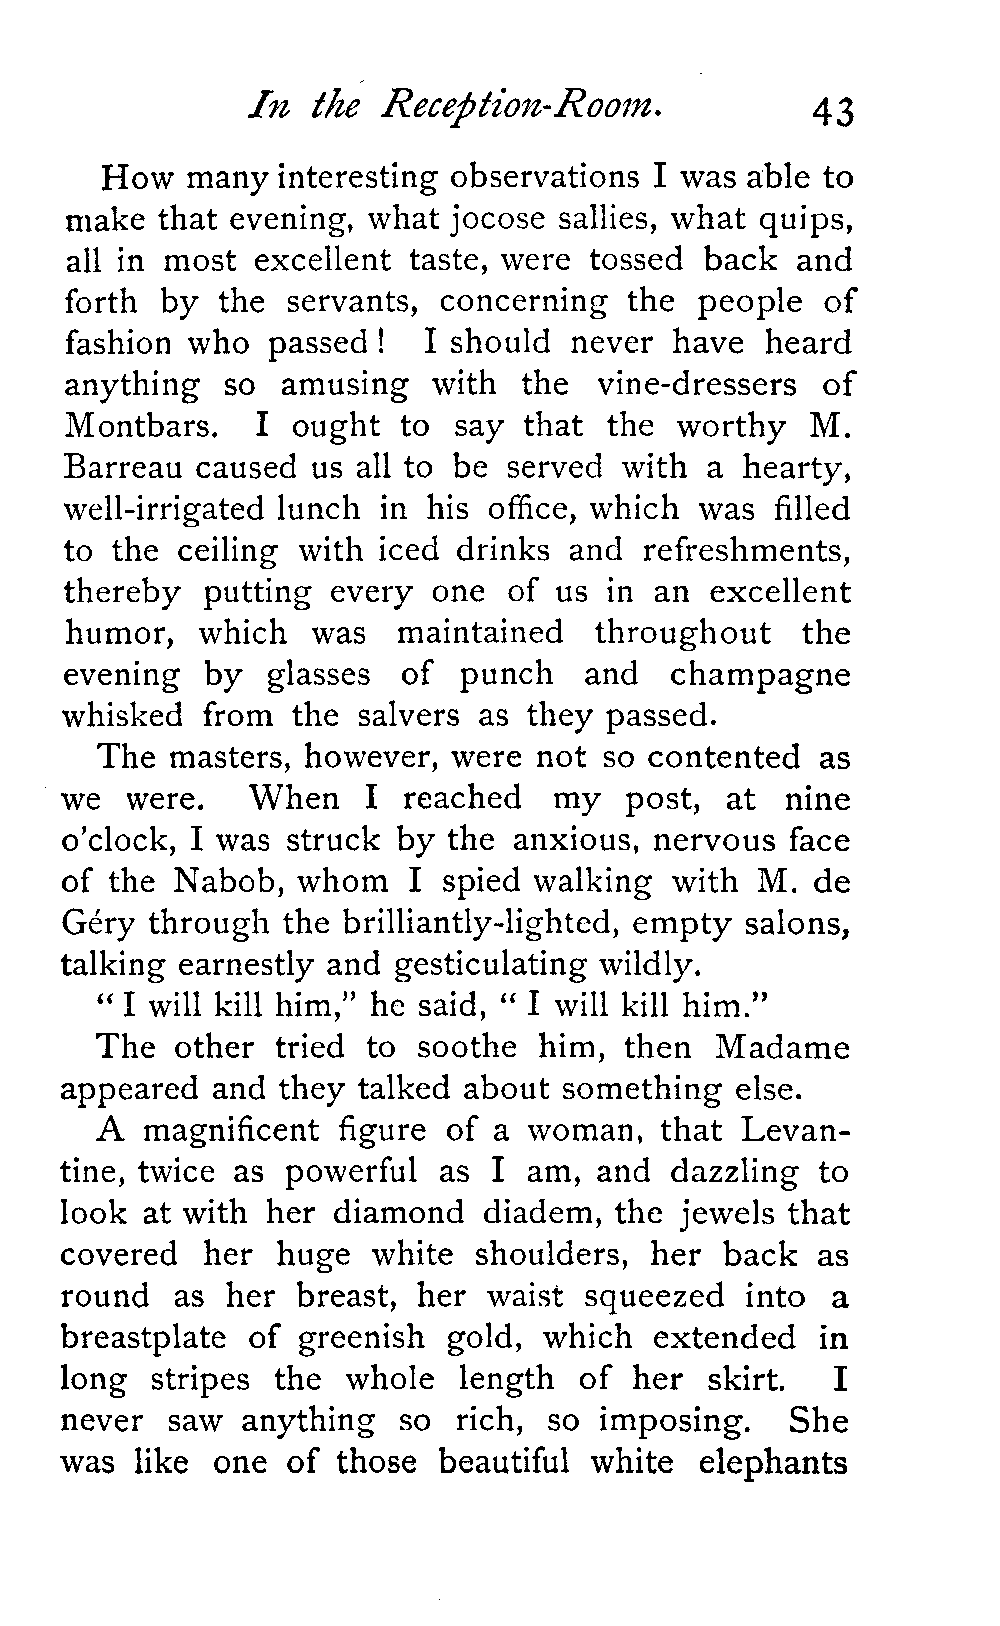 In the Reception-Room. 43
How many interesting observations I was able to
make that evening, what jocose sallies, what quips,
all in most excellent taste, were tossed back and
forth by the servants, concerning the people of
fashion who passed ! I should never have heard
anything so amusing with the vine-dressers of
Montbars. I ought to say that the worthy M.
Barreau caused us all to be served with a hearty,
well-irrigated lunch in his office, which was filled
to the ceiling with iced drinks and refreshments,
thereby putting every one of us in an excellent
humor, which was maintained throughout the
evening by glasses of punch and champagne
whisked from the salvers as they passed.
The masters, however, were not so contented as
we were. When I reached my post, at nine
o'clock, I was struck by the anxious, nervous face
of the Nabob, whom I spied walking with M. de
Géry through the brilliantly-lighted, empty salons,
talking earnestly and gesticulating wildly.
" I will kill him," he said, " I will kill him."
The other tried to soothe him, then Madame
appeared and they talked about something else.
A magnificent figure of a woman, that Levan-
tine, twice as powerful as I am, and dazzling to
look at with her diamond diadem, the jewels that
covered her huge white shoulders, her back as
round as her breast, her waist squeezed into a
breastplate of greenish gold, which extended in
long stripes the whole length of her skirt. I
never saw anything so rich, so imposing. She
was like one of those beautiful white elephants